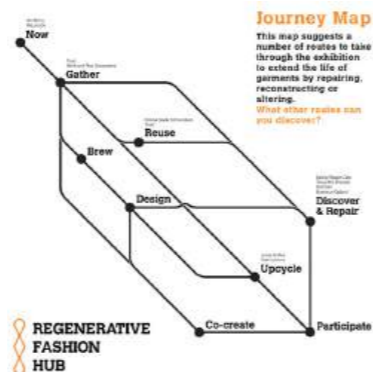 Journey Map
This map suggests a
number of routes to take
through the exhibition
to extend the life of
garments by repairing,
reconstructing or
altering.
What other routes can
you discover?
Now
Gather
Reuse
Brew
Design
Discover
& Repair
Upcycle
Co-create
Participate
REGENERATIVE
FASHION
HUB